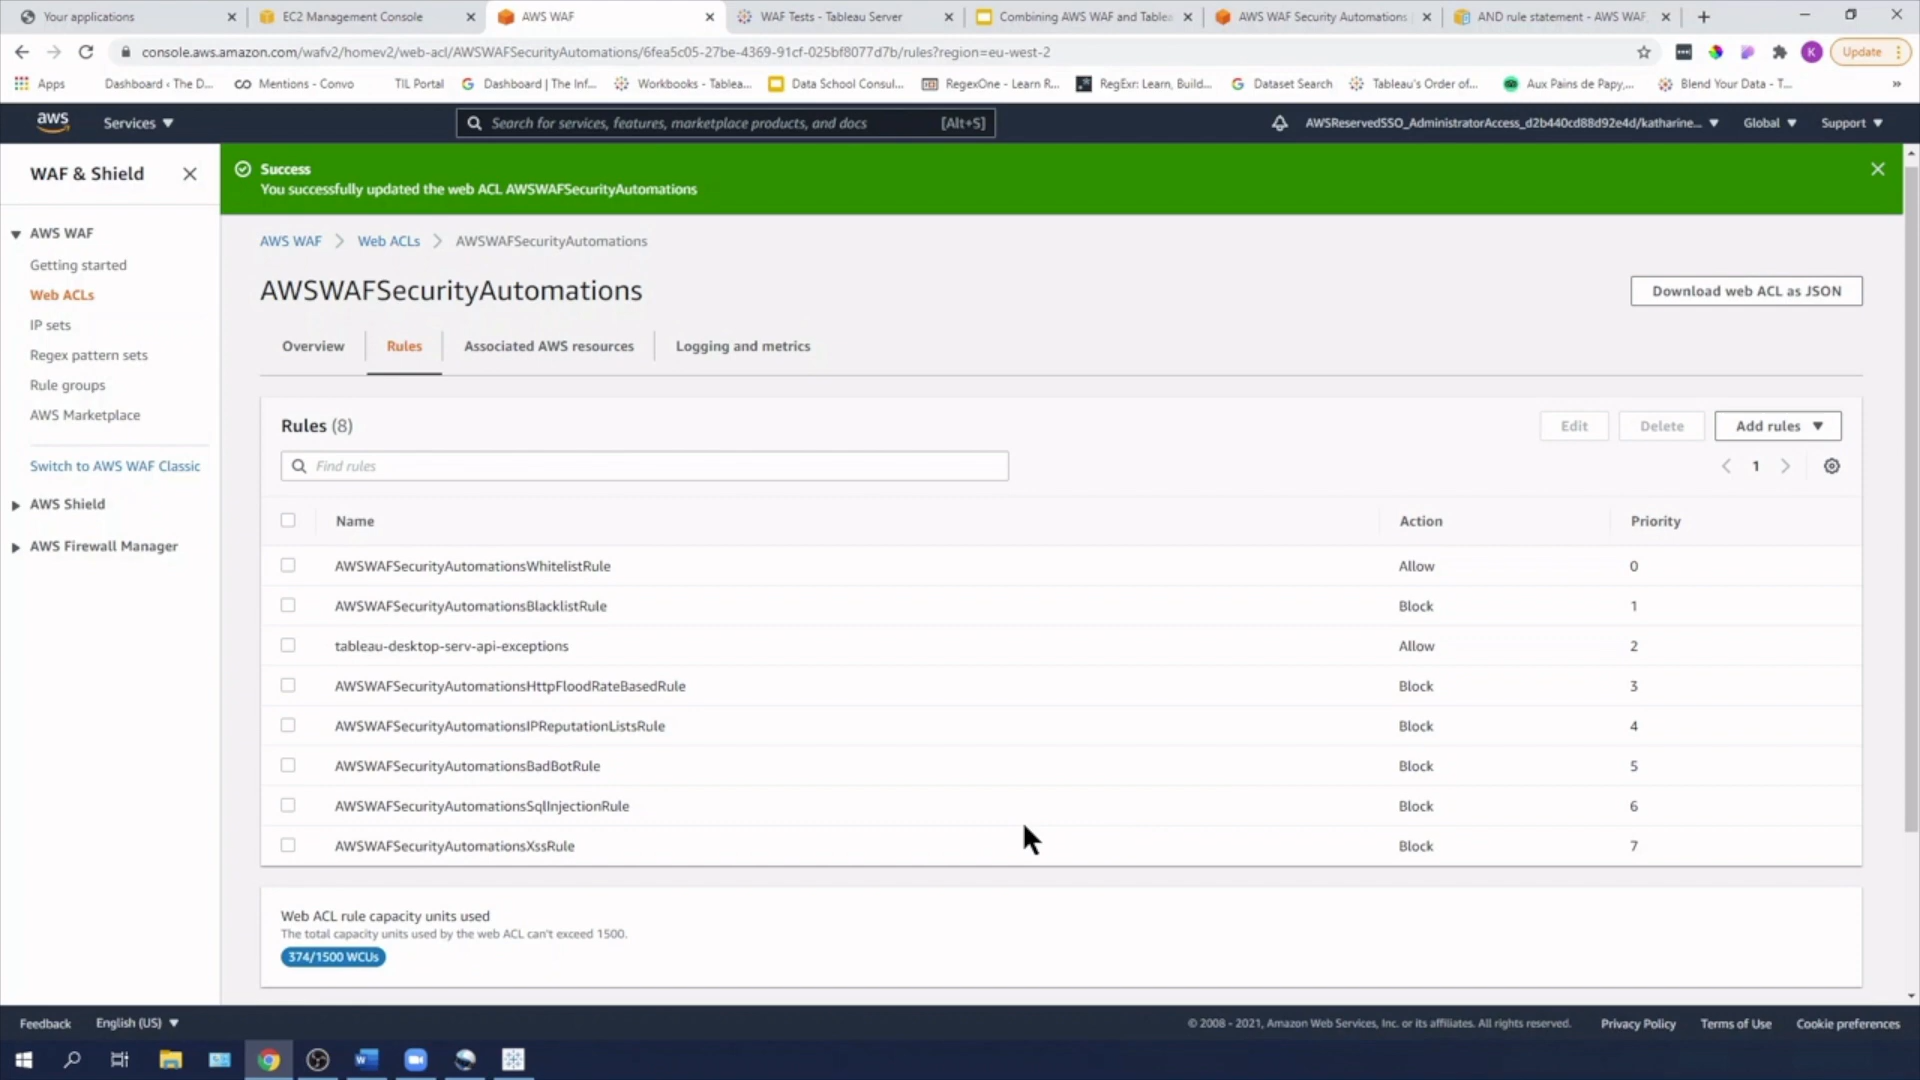 Your applications
EC2 Management Console
AWS WAF
WAF Tests - Tableau Server
Combining AWS WAF and Tablea
AWS WAF Security Automations
AND rule statement - AWS WAF,
console.aws.amazon.com/wafv2/homev2/web-acl/AWSWAFSecurityAutomations/6fea5c05-27be-4369-91cf-025bf8077d7b/rules?region=eu-west-2
K
Update
Apps
Dashboard ‹ The D...
Mentions - Convo
TIL Portal
Dashboard | The Inf...
Workbooks - Tablea...
Data School Consul...
RegexOne - Learn R...
RegExr: Learn, Build...
Dataset Search
Tableau's Order of...
Aux Pains de Papy,...
Blend Your Data - T...
»
aws
Services
Search for services, features, marketplace products, and docs
[Alt+S]
AWSReservedSSO_AdministratorAccess_d2b440cd88d92e4d/katharine...
Global
Support
WAF & Shield
AWS WAF
Getting started
Web ACLs
IP sets
Regex pattern sets
Rule groups
AWS Marketplace
Switch to AWS WAF Classic
AWS Shield
AWS Firewall Manager
Success
You successfully updated the web ACL AWSWAFSecurityAutomations
AWS WAF > Web ACLs > AWSWAFSecurityAutomations
AWSWAFSecurityAutomations
Download web ACL as JSON
Overview
Rules
Associated AWS resources
Logging and metrics
Rules (8)
Edit
Delete
Add rules
Find rules
1
Name Action Priority
AWSWAFSecurityAutomationsWhitelistRule Allow 0
AWSWAFSecurityAutomationsBlacklistRule Block 1
tableau-desktop-serv-api-exceptions Allow 2
AWSWAFSecurityAutomationsHttpFloodRateBasedRule Block 3
AWSWAFSecurityAutomationsIPReputationListsRule Block 4
AWSWAFSecurityAutomationsBadBotRule Block 5
AWSWAFSecurityAutomationsSqlInjectionRule Block 6
AWSWAFSecurityAutomationsXssRule Block 7
Web ACL rule capacity units used
The total capacity units used by the web ACL can't exceed 1500.
374/1500 WCUs
Feedback
English (US)
© 2008 - 2021, Amazon Web Services, Inc. or its affiliates. All rights reserved.
Privacy Policy
Terms of Use
Cookie preferences